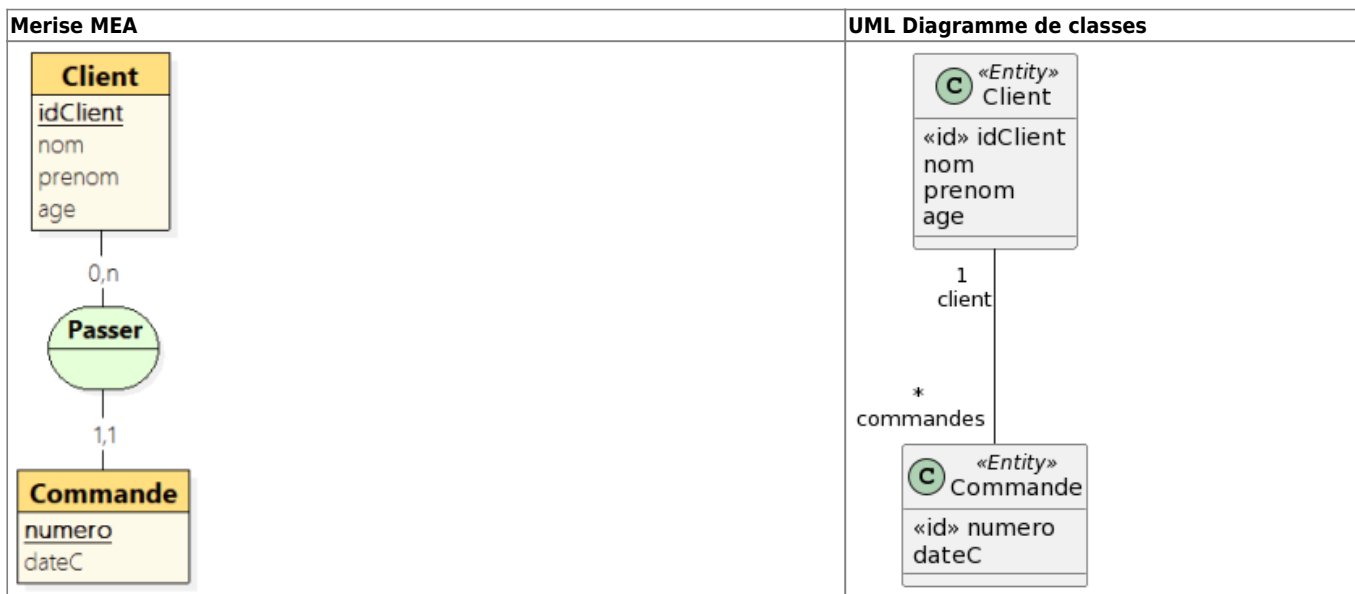 Merise MEA
Client
idClient
nom
prenom
age
0,n
Passer
1,1
Commande
numero
dateC
UML Diagramme de classes
C «Entity»
Client
«id» idClient
nom
prenom
age
1
client
*
commandes
C «Entity»
Commande
«id» numero
dateC